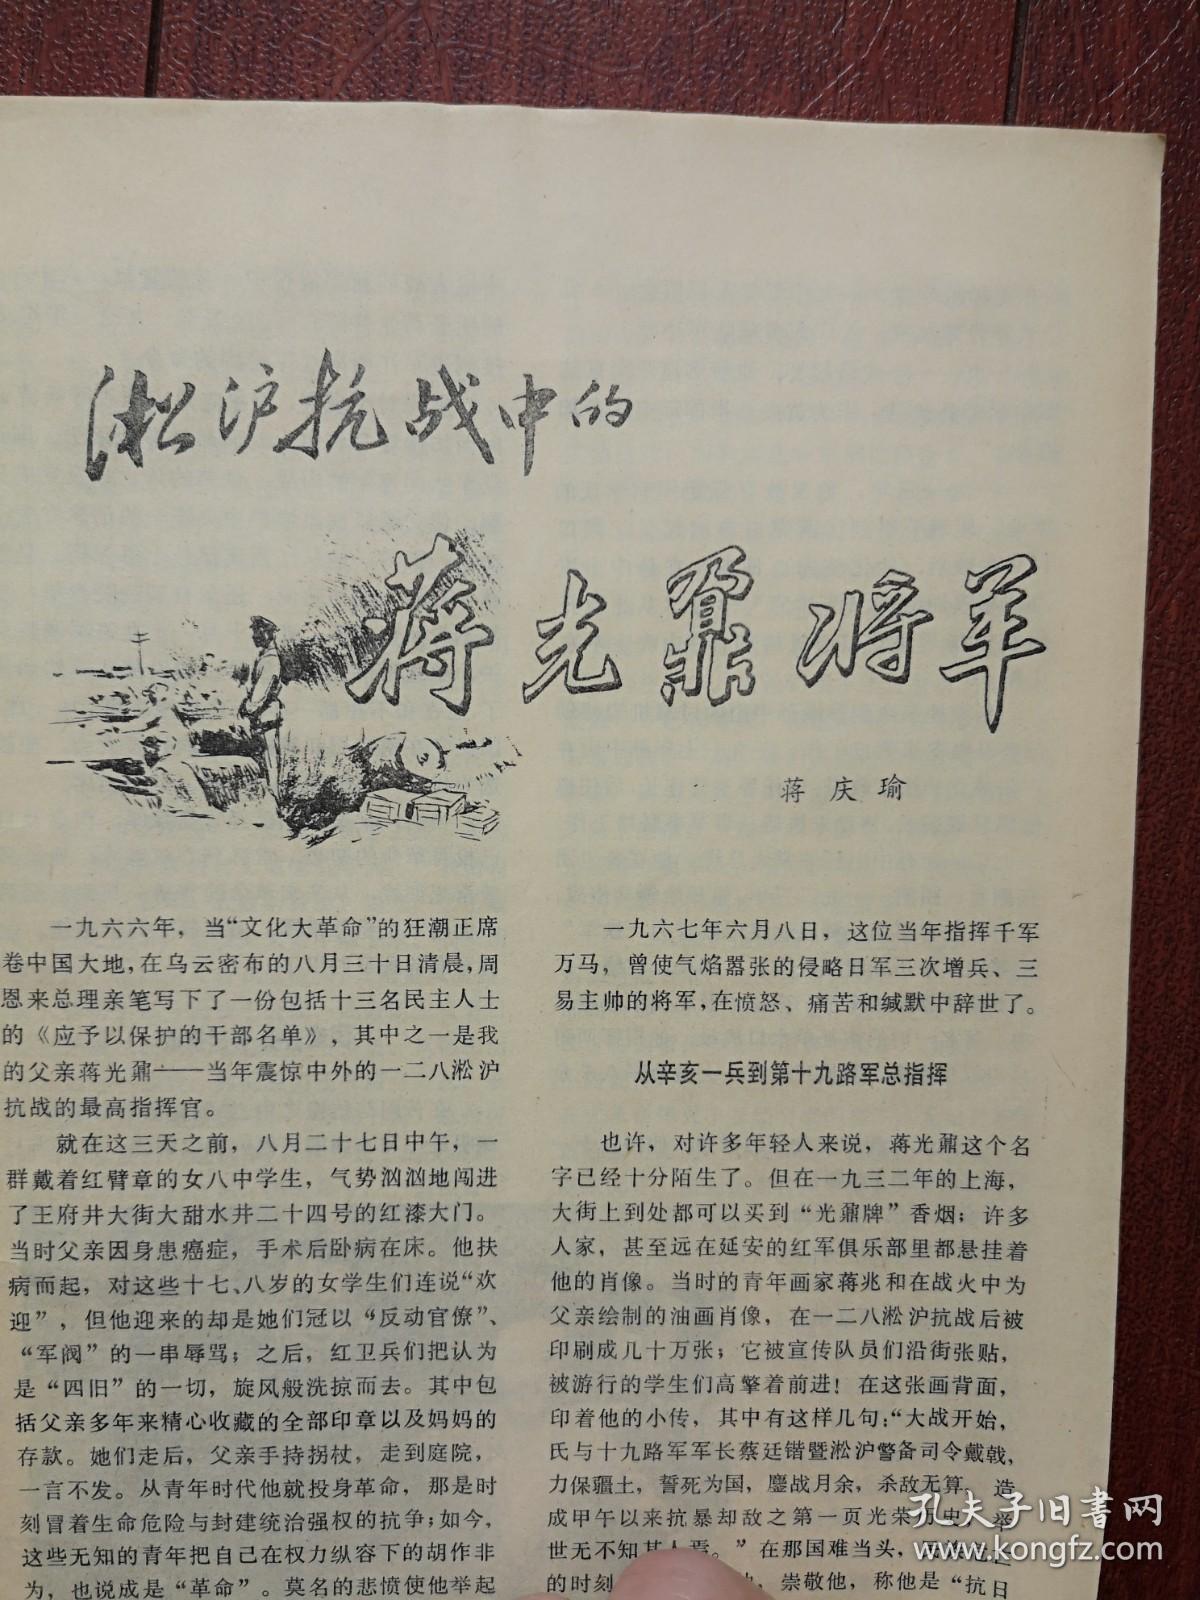 淞沪抗战中的
蒋光鼐将军
蒋庆瑜
一九六六年，当“文化大革命”的狂潮正席
卷中国大地，在乌云密布的八月三十日清晨，周
恩来总理亲笔写下了一份包括十三名民主人士
的《应予以保护的干部名单》，其中之一是我
的父亲蒋光鼐——当年震惊中外的一二八淞沪
抗战的最高指挥官。
就在这三天之前，八月二十七日中午，一
群戴着红臂章的女八中学生，气势汹汹地闯进
了王府井大街大甜水井二十四号的红漆大门。
当时父亲因身患癌症，手术后卧病在床。他扶
病而起，对这些十七、八岁的女学生们连说“欢
迎”，但他迎来的却是她们冠以“反动官僚”、
“军阀”的一串辱骂；之后，红卫兵们把认为
是“四旧”的一切，旋风般洗掠而去。其中包
括父亲多年来精心收藏的全部印章以及妈妈的
存款。她们走后，父亲手持拐杖，走到庭院，
一言不发。从青年时代他就投身革命，那是时
刻冒着生命危险与封建统治强权的抗争；如今，
这些无知的青年把自己在权力纵容下的胡作非
为，也说成是“革命”。莫名的悲愤使他举起
一九六七年六月八日，这位当年指挥千军
万马，曾使气焰嚣张的侵略日军三次增兵、三
易主帅的将军，在愤怒、痛苦和缄默中辞世了。
从辛亥一兵到第十九路军总指挥
也许，对许多年轻人来说，蒋光鼐这个名
字已经十分陌生了。但在一九三二年的上海，
大街上到处都可以买到“光鼐牌”香烟；许多
人家，甚至远在延安的红军俱乐部里都悬挂着
他的肖像。当时的青年画家蒋兆和在战火中为
父亲绘制的油画肖像，在一二八淞沪抗战后被
印刷成几十万张；它被宣传队员们沿街张贴，
被游行的学生们高擎着前进！在这张画背面，
印着他的小传，其中有这样几句：“大战开始，
氏与十九路军军长蔡廷锴暨淞沪警备司令戴戟，
力保疆土，誓死为国，鏖战月余，杀敌无算，造
成甲午以来抗暴却敌之第一页光荣历史，举
世无不知其人焉。”在那国难当头，
的时刻，崇敬他，称他是“抗日
孔夫子旧书网
www.kongfz.com